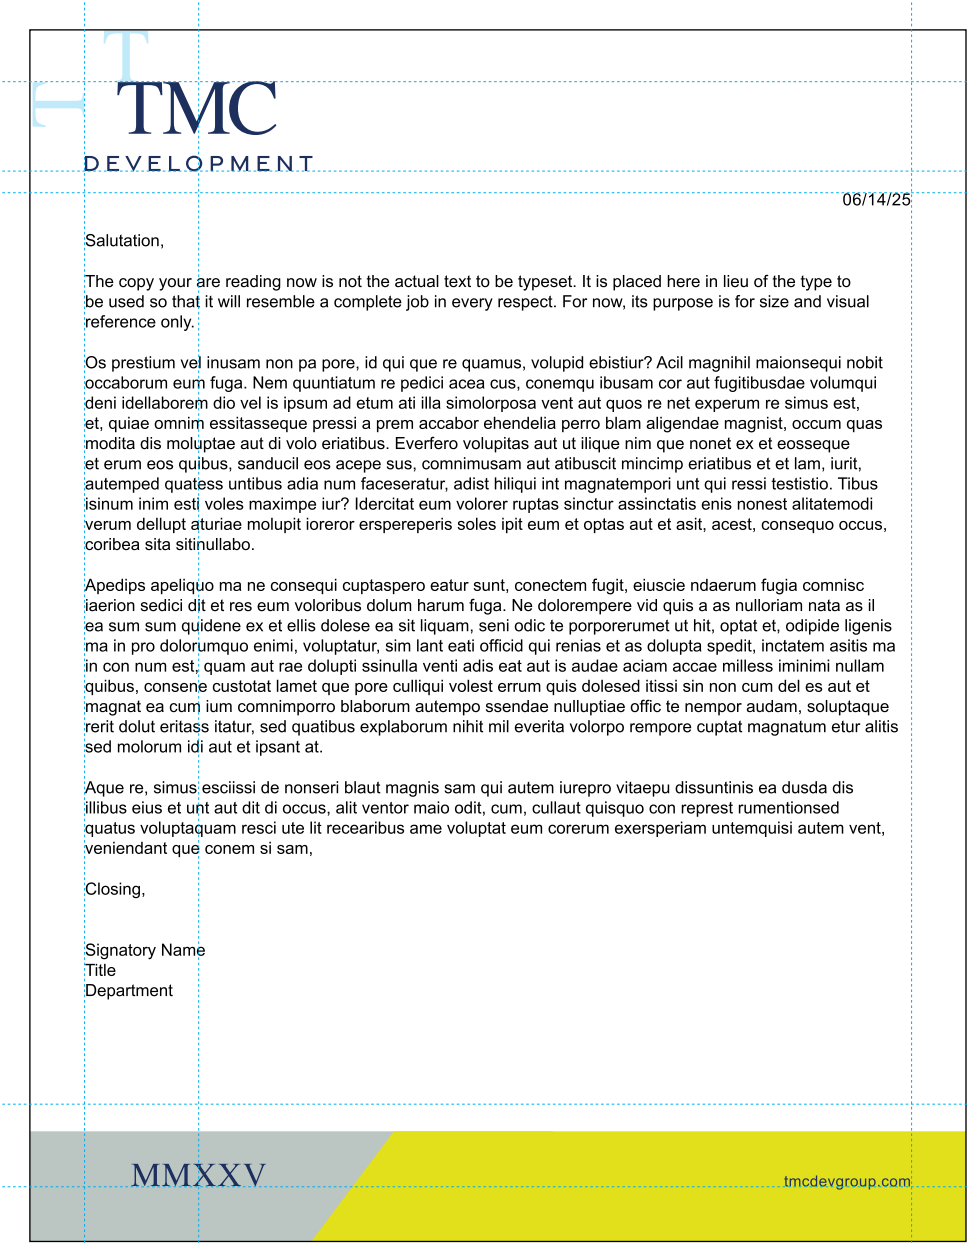 T
T
TMC
DEVELOPMENT
06/14/25
Salutation,
The copy your are reading now is not the actual text to be typeset. It is placed here in lieu of the type to
be used so that it will resemble a complete job in every respect. For now, its purpose is for size and visual
reference only.
Os prestium vel inusam non pa pore, id qui que re quamus, volupid ebistiur? Acil magnihil maionsequi nobit
occaborum eum fuga. Nem quuntiatum re pedici acea cus, conemqu ibusam cor aut fugitibusdae volumqui
deni idellaborem dio vel is ipsum ad etum ati illa simolorposa vent aut quos re net experum re simus est,
et, quiae omnim essitasseque pressi a prem accabor ehendelia perro blam aligendae magnist, occum quas
modita dis moluptae aut di volo eriatibus. Everfero volupitas aut ut ilique nim que nonet ex et eosseque
et erum eos quibus, sanducil eos acepe sus, comnimusam aut atibuscit mincimp eriatibus et et lam, iurit,
autemped quatess untibus adia num faceseratur, adist hiliqui int magnatempori unt qui ressi testistio. Tibus
isinum inim esti voles maximpe iur? Idercitat eum volorer ruptas sinctur assinctatis enis nonest alitatemodi
verum dellupt aturiae molupit ioreror erspereperis soles ipit eum et optas aut et asit, acest, consequo occus,
coribea sita sitinullabo.
Apedips apeliquo ma ne consequi cuptaspero eatur sunt, conectem fugit, eiuscie ndaerum fugia comnisc
iaerion sedici dit et res eum voloribus dolum harum fuga. Ne dolorempere vid quis a as nulloriam nata as il
ea sum sum quidene ex et ellis dolese ea sit liquam, seni odic te porporerumet ut hit, optat et, odipide ligenis
ma in pro dolorumquo enimi, voluptatur, sim lant eati officid qui renias et as dolupta spedit, inctatem asitis ma
in con num est, quam aut rae dolupti ssinulla venti adis eat aut is audae aciam accae milless iminimi nullam
quibus, consene custotat lamet que pore culliqui volest errum quis dolesed itissi sin non cum del es aut et
magnat ea cum ium comnimporro blaborum autempo ssendae nulluptiae offic te nempor audam, soluptaque
rerit dolut eritass itatur, sed quatibus explaborum nihit mil everita volorpo rempore cuptat magnatum etur alitis
sed molorum idi aut et ipsant at.
Aque re, simus esciissi de nonseri blaut magnis sam qui autem iurepro vitaepu dissuntinis ea dusda dis
illibus eius et unt aut dit di occus, alit ventor maio odit, cum, cullaut quisquo con represt rumentionsed
quatus voluptaquam resci ute lit recearibus ame voluptat eum corerum exersperiam untemquisi autem vent,
veniendant que conem si sam,
Closing,
Signatory Name
Title
Department
MMXXV
tmcdevgroup.com